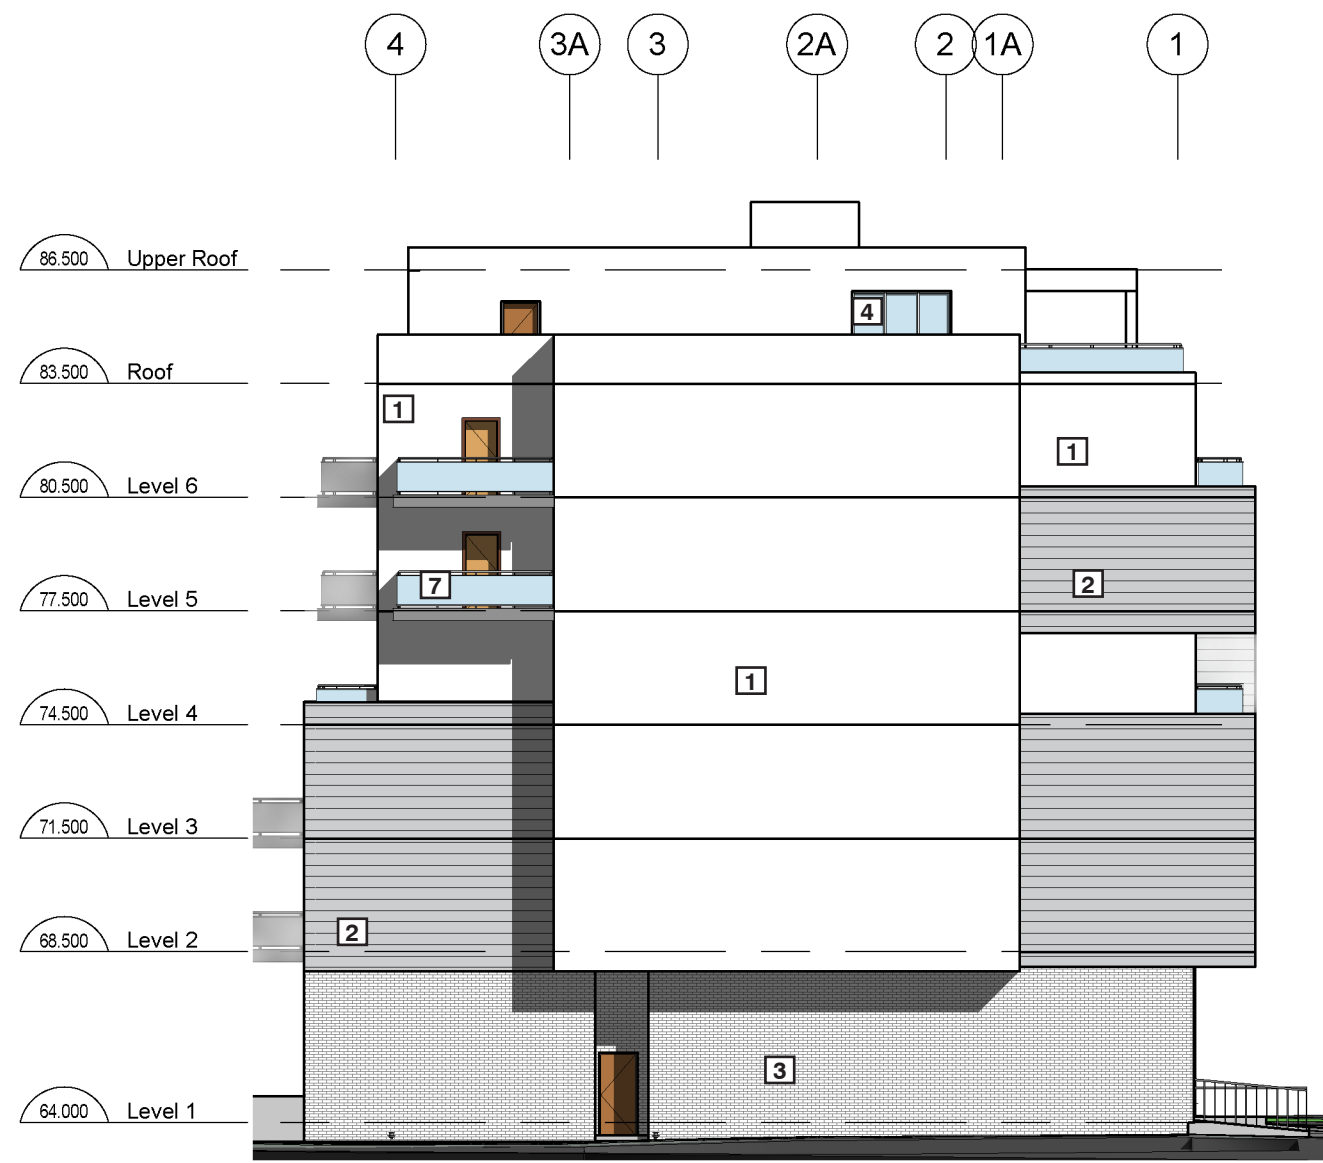 4 3A 3 2A 2 1A 1
86.500 Upper Roof
4
83.500 Roof
1
1
80.500 Level 6
7
2
77.500 Level 5
1
74.500 Level 4
71.500 Level 3
2
68.500 Level 2
3
64.000 Level 1